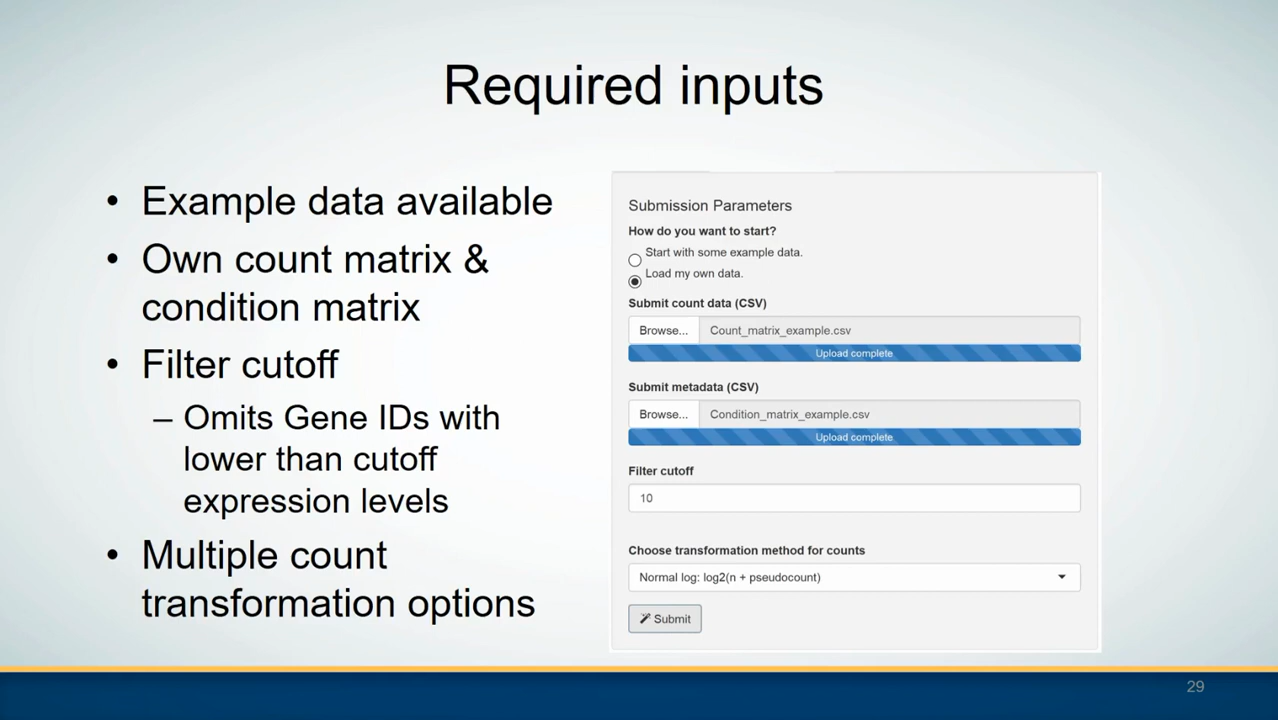 Required inputs
• Example data available
• Own count matrix &
condition matrix
• Filter cutoff
– Omits Gene IDs with
lower than cutoff
expression levels
• Multiple count
transformation options
Submission Parameters
How do you want to start?
Start with some example data.
Load my own data.
Submit count data (CSV)
Browse... Count_matrix_example.csv
Upload complete
Submit metadata (CSV)
Browse... Condition_matrix_example.csv
Upload complete
Filter cutoff
10
Choose transformation method for counts
Normal log: log2(n + pseudocount)
Submit
29